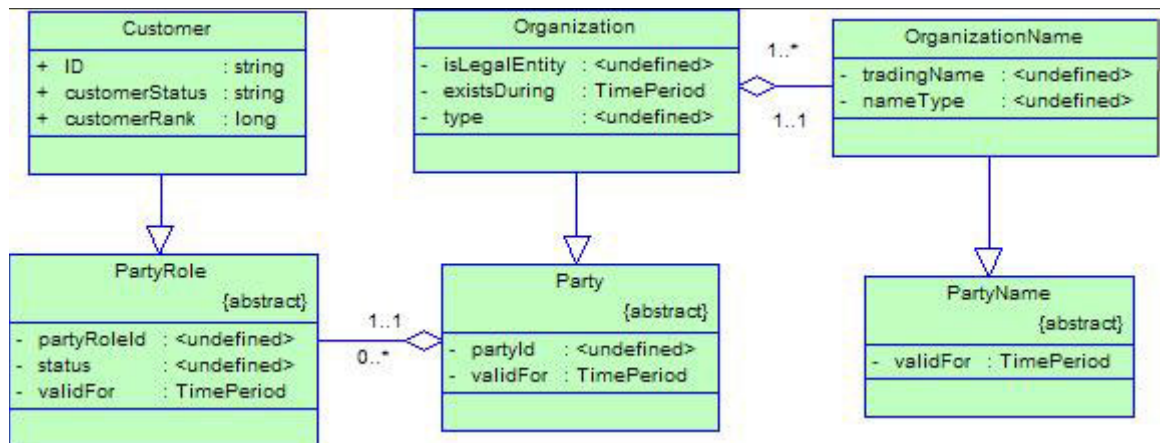 Customer
+ ID : string
+ customerStatus : string
+ customerRank : long
Organization
- isLegalEntity : <undefined>
- existsDuring : TimePeriod
- type : <undefined>
1..*
1..1
OrganizationName
- tradingName : <undefined>
- nameType : <undefined>
PartyRole
{abstract}
- partyRoleId : <undefined>
- status : <undefined>
- validFor : TimePeriod
1..1
0..*
Party
{abstract}
- partyId : <undefined>
- validFor : TimePeriod
PartyName
{abstract}
- validFor : TimePeriod